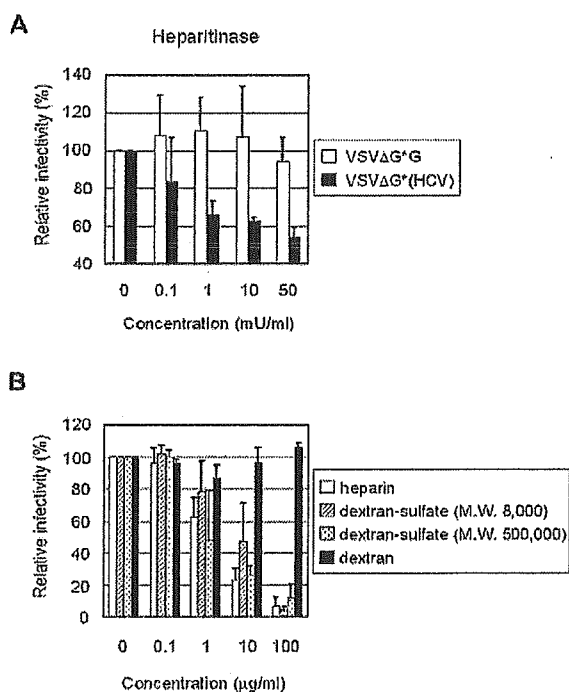 A
Heparitinase
Relative infectivity (%)
140
120
100
80
60
40
0 0.1 1 10 50
Concentration (mU/ml)
VSVΔG*G
VSVΔG*(HCV)
B
Relative infectivity (%)
120
100
80
60
40
20
0
0 0.1 1 10 100
Concentration (μg/ml)
heparin
dextran-sulfate (M.W. 8,000)
dextran-sulfate (M.W. 500,000)
dextran